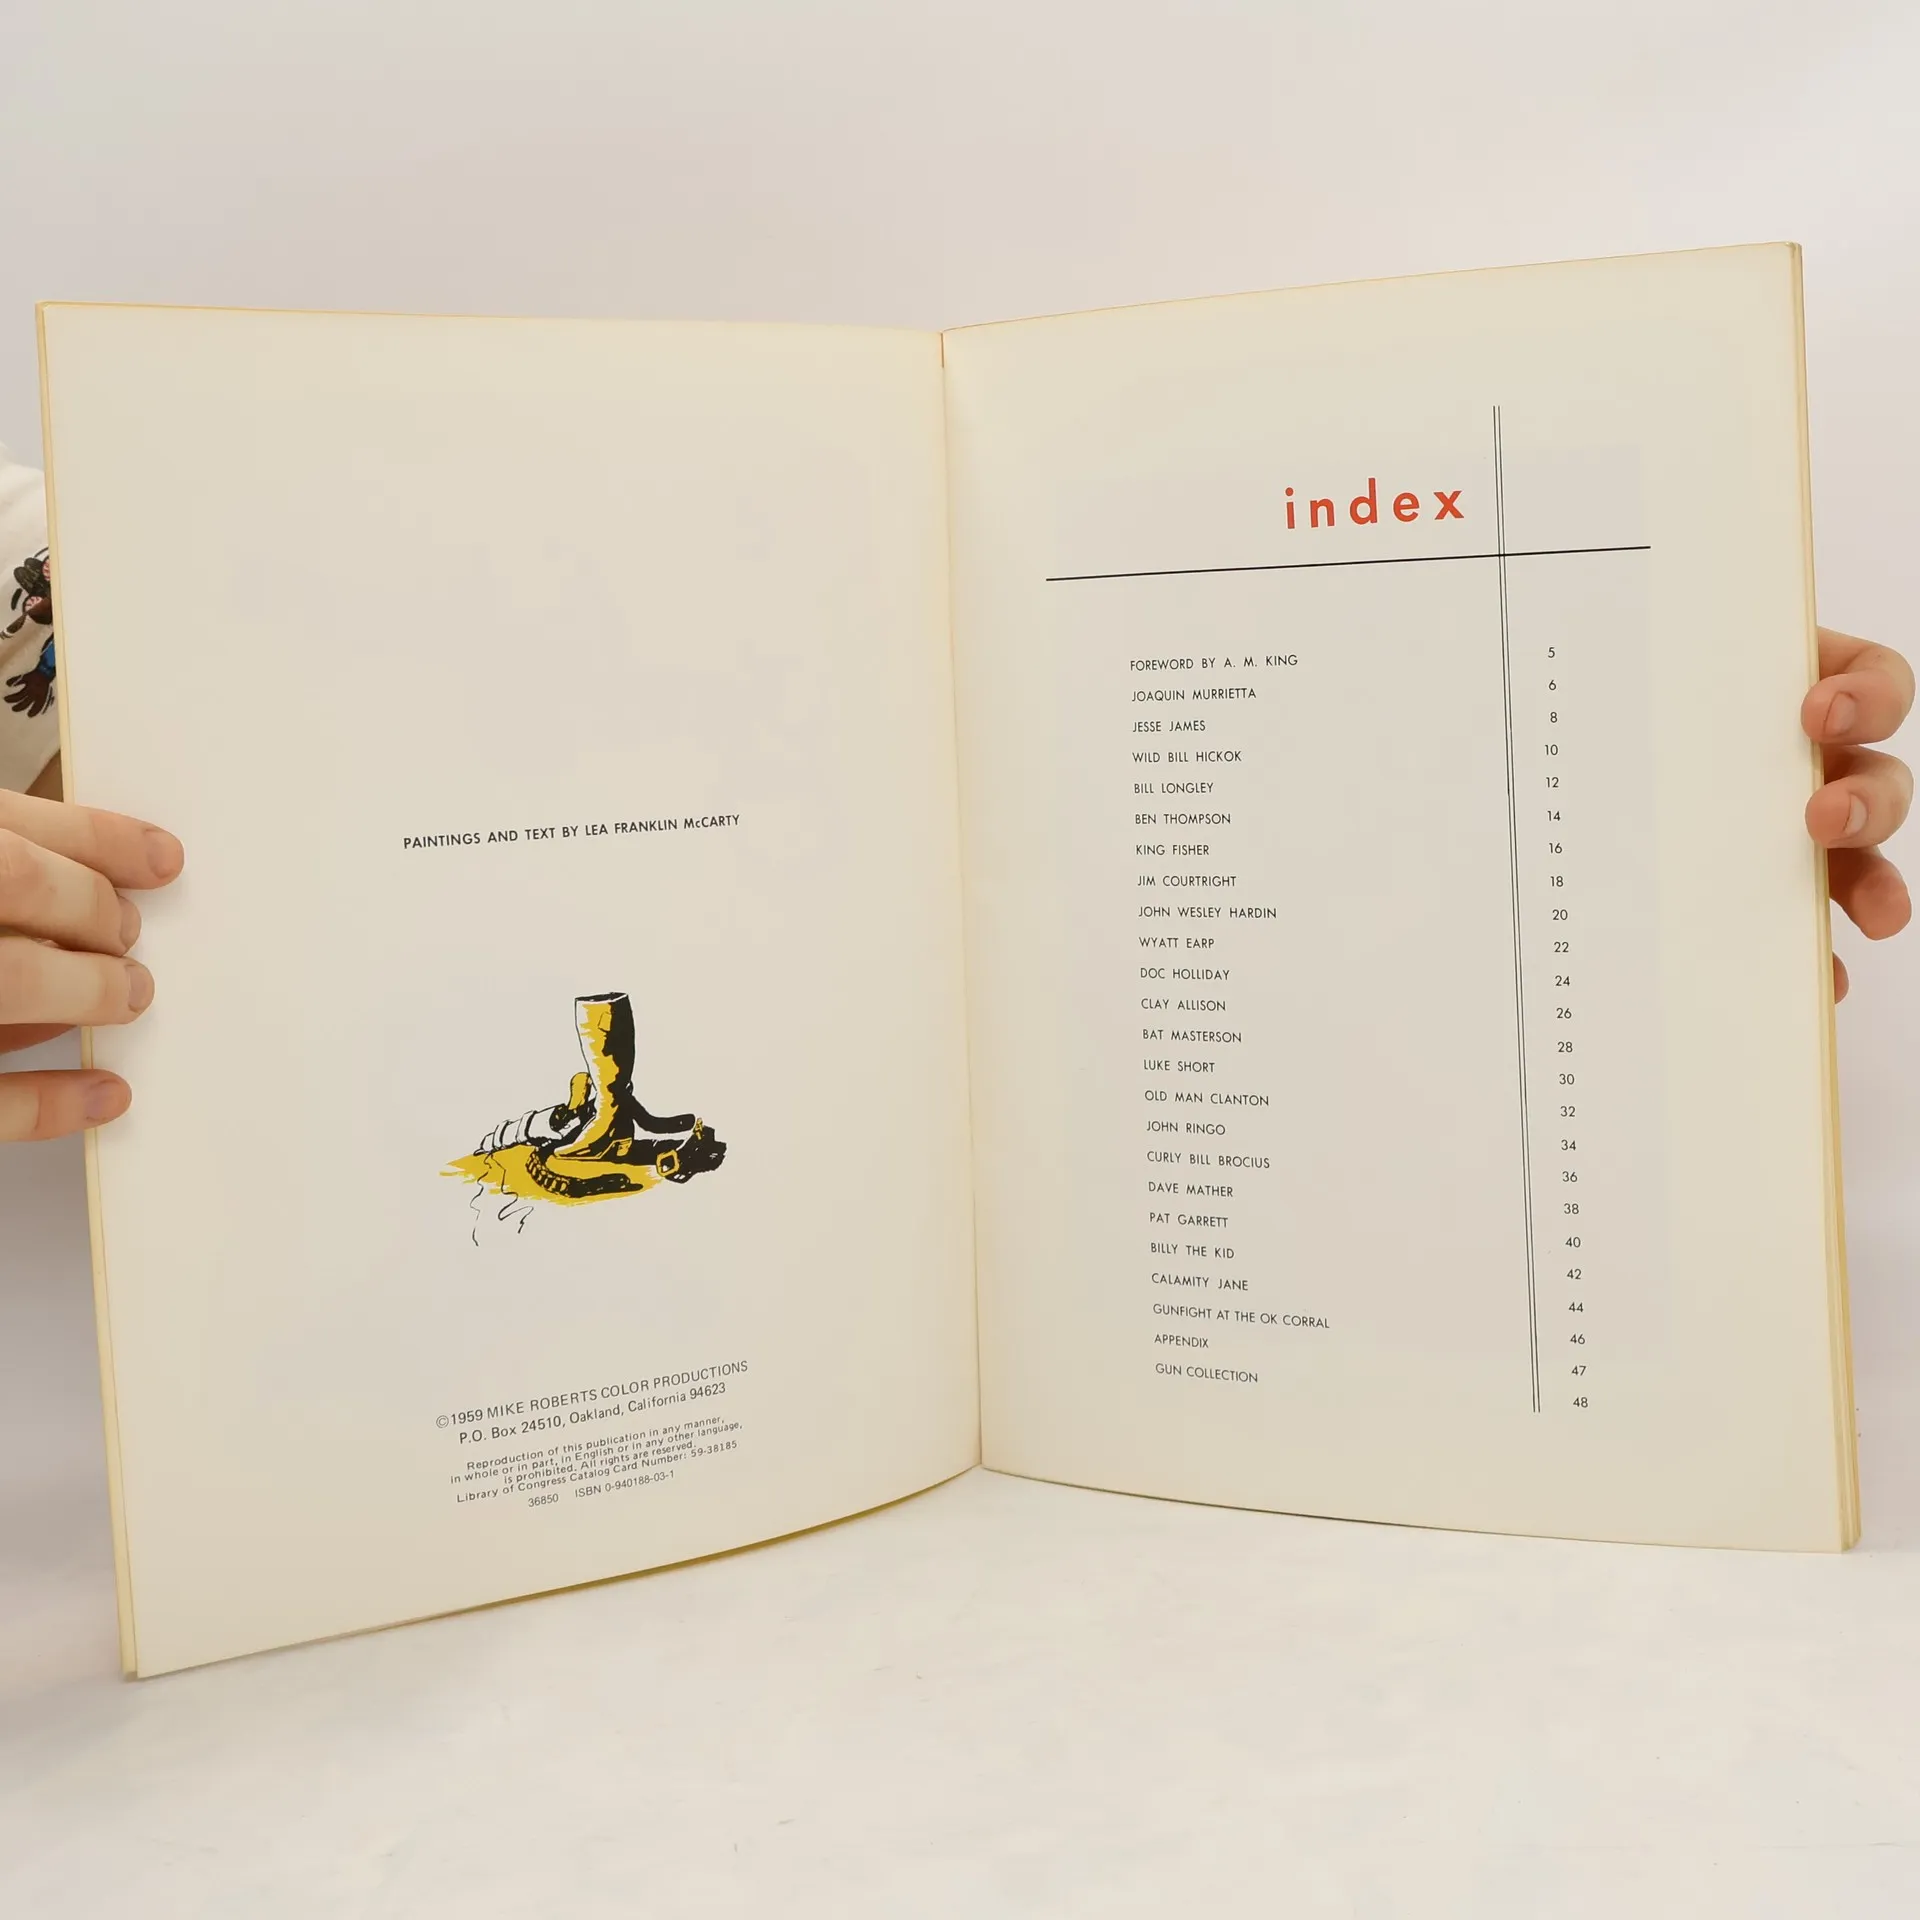 PAINTINGS AND TEXT BY LEA FRANKLIN McCARTY
©1959 MIKE ROBERTS COLOR PRODUCTIONS
P.O. Box 24510, Oakland, California 94623
Reproduction of this publication in any manner,
in whole or in part, in English or in any other language,
is prohibited. All rights are reserved.
Library of Congress Catalog Card Number: 59-38185
36850 ISBN 0-940188-03-1
index
FOREWORD BY A. M. KING 5
JOAQUIN MURRIETTA 6
JESSE JAMES 8
WILD BILL HICKOK 10
BILL LONGLEY 12
BEN THOMPSON 14
KING FISHER 16
JIM COURTRIGHT 18
JOHN WESLEY HARDIN 20
WYATT EARP 22
DOC HOLLIDAY 24
CLAY ALLISON 26
BAT MASTERSON 28
LUKE SHORT 30
OLD MAN CLANTON 32
JOHN RINGO 34
CURLY BILL BROCIUS 36
DAVE MATHER 38
PAT GARRETT 40
BILLY THE KID 42
CALAMITY JANE 44
GUNFIGHT AT THE OK CORRAL 46
APPENDIX 47
GUN COLLECTION 48